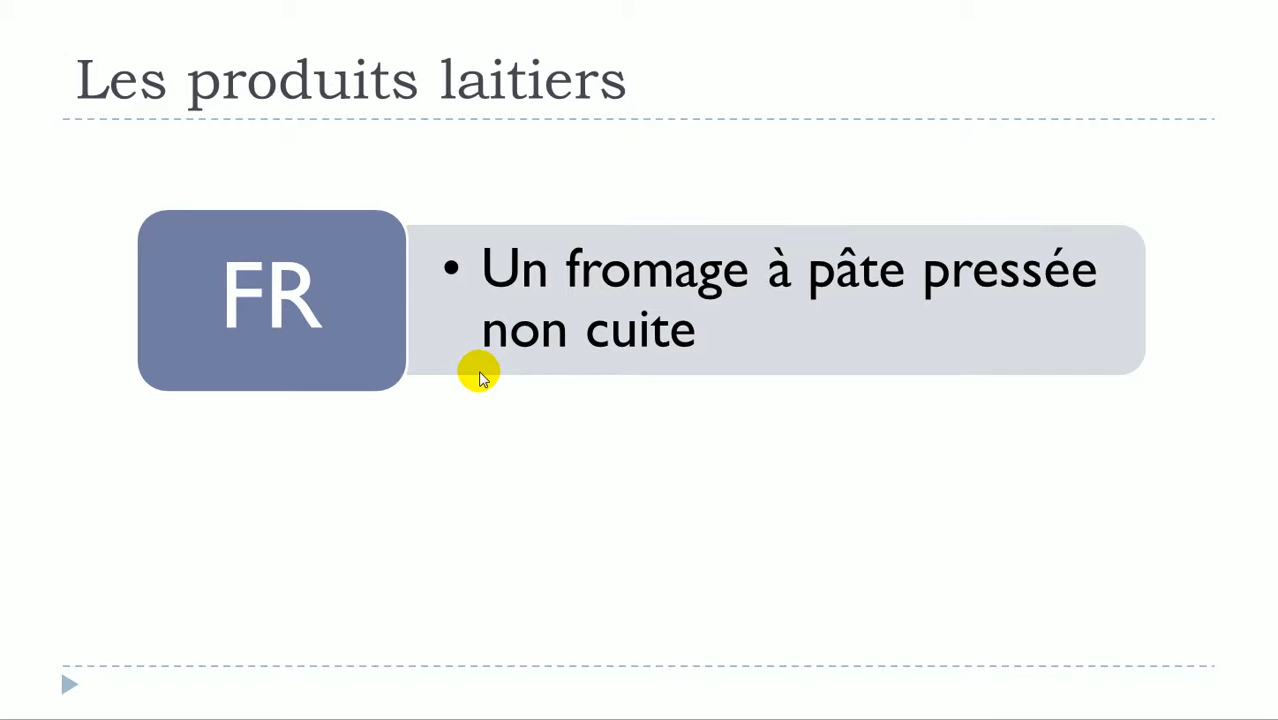 Les produits laitiers
FR
• Un fromage à pâte pressée
non cuite